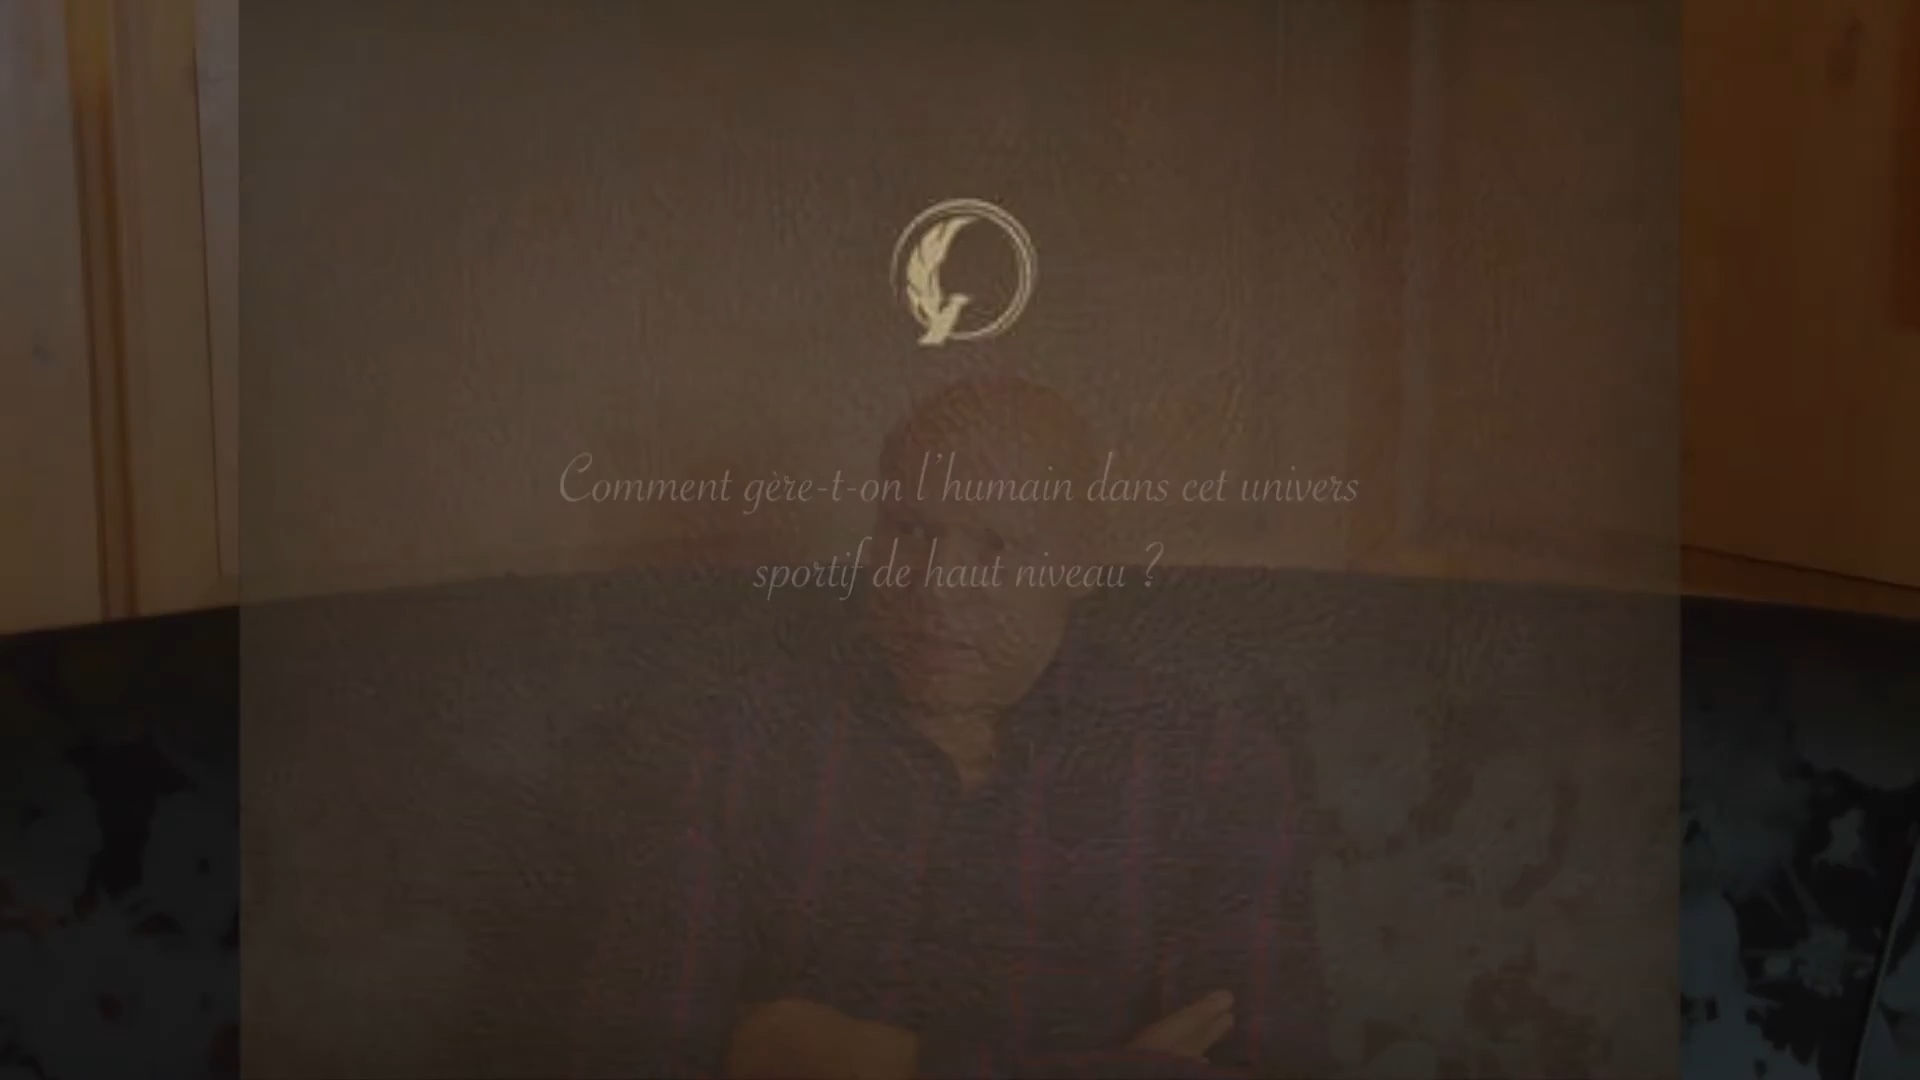 Comment gère-t-on l'humain dans cet univers
sportif de haut niveau ?